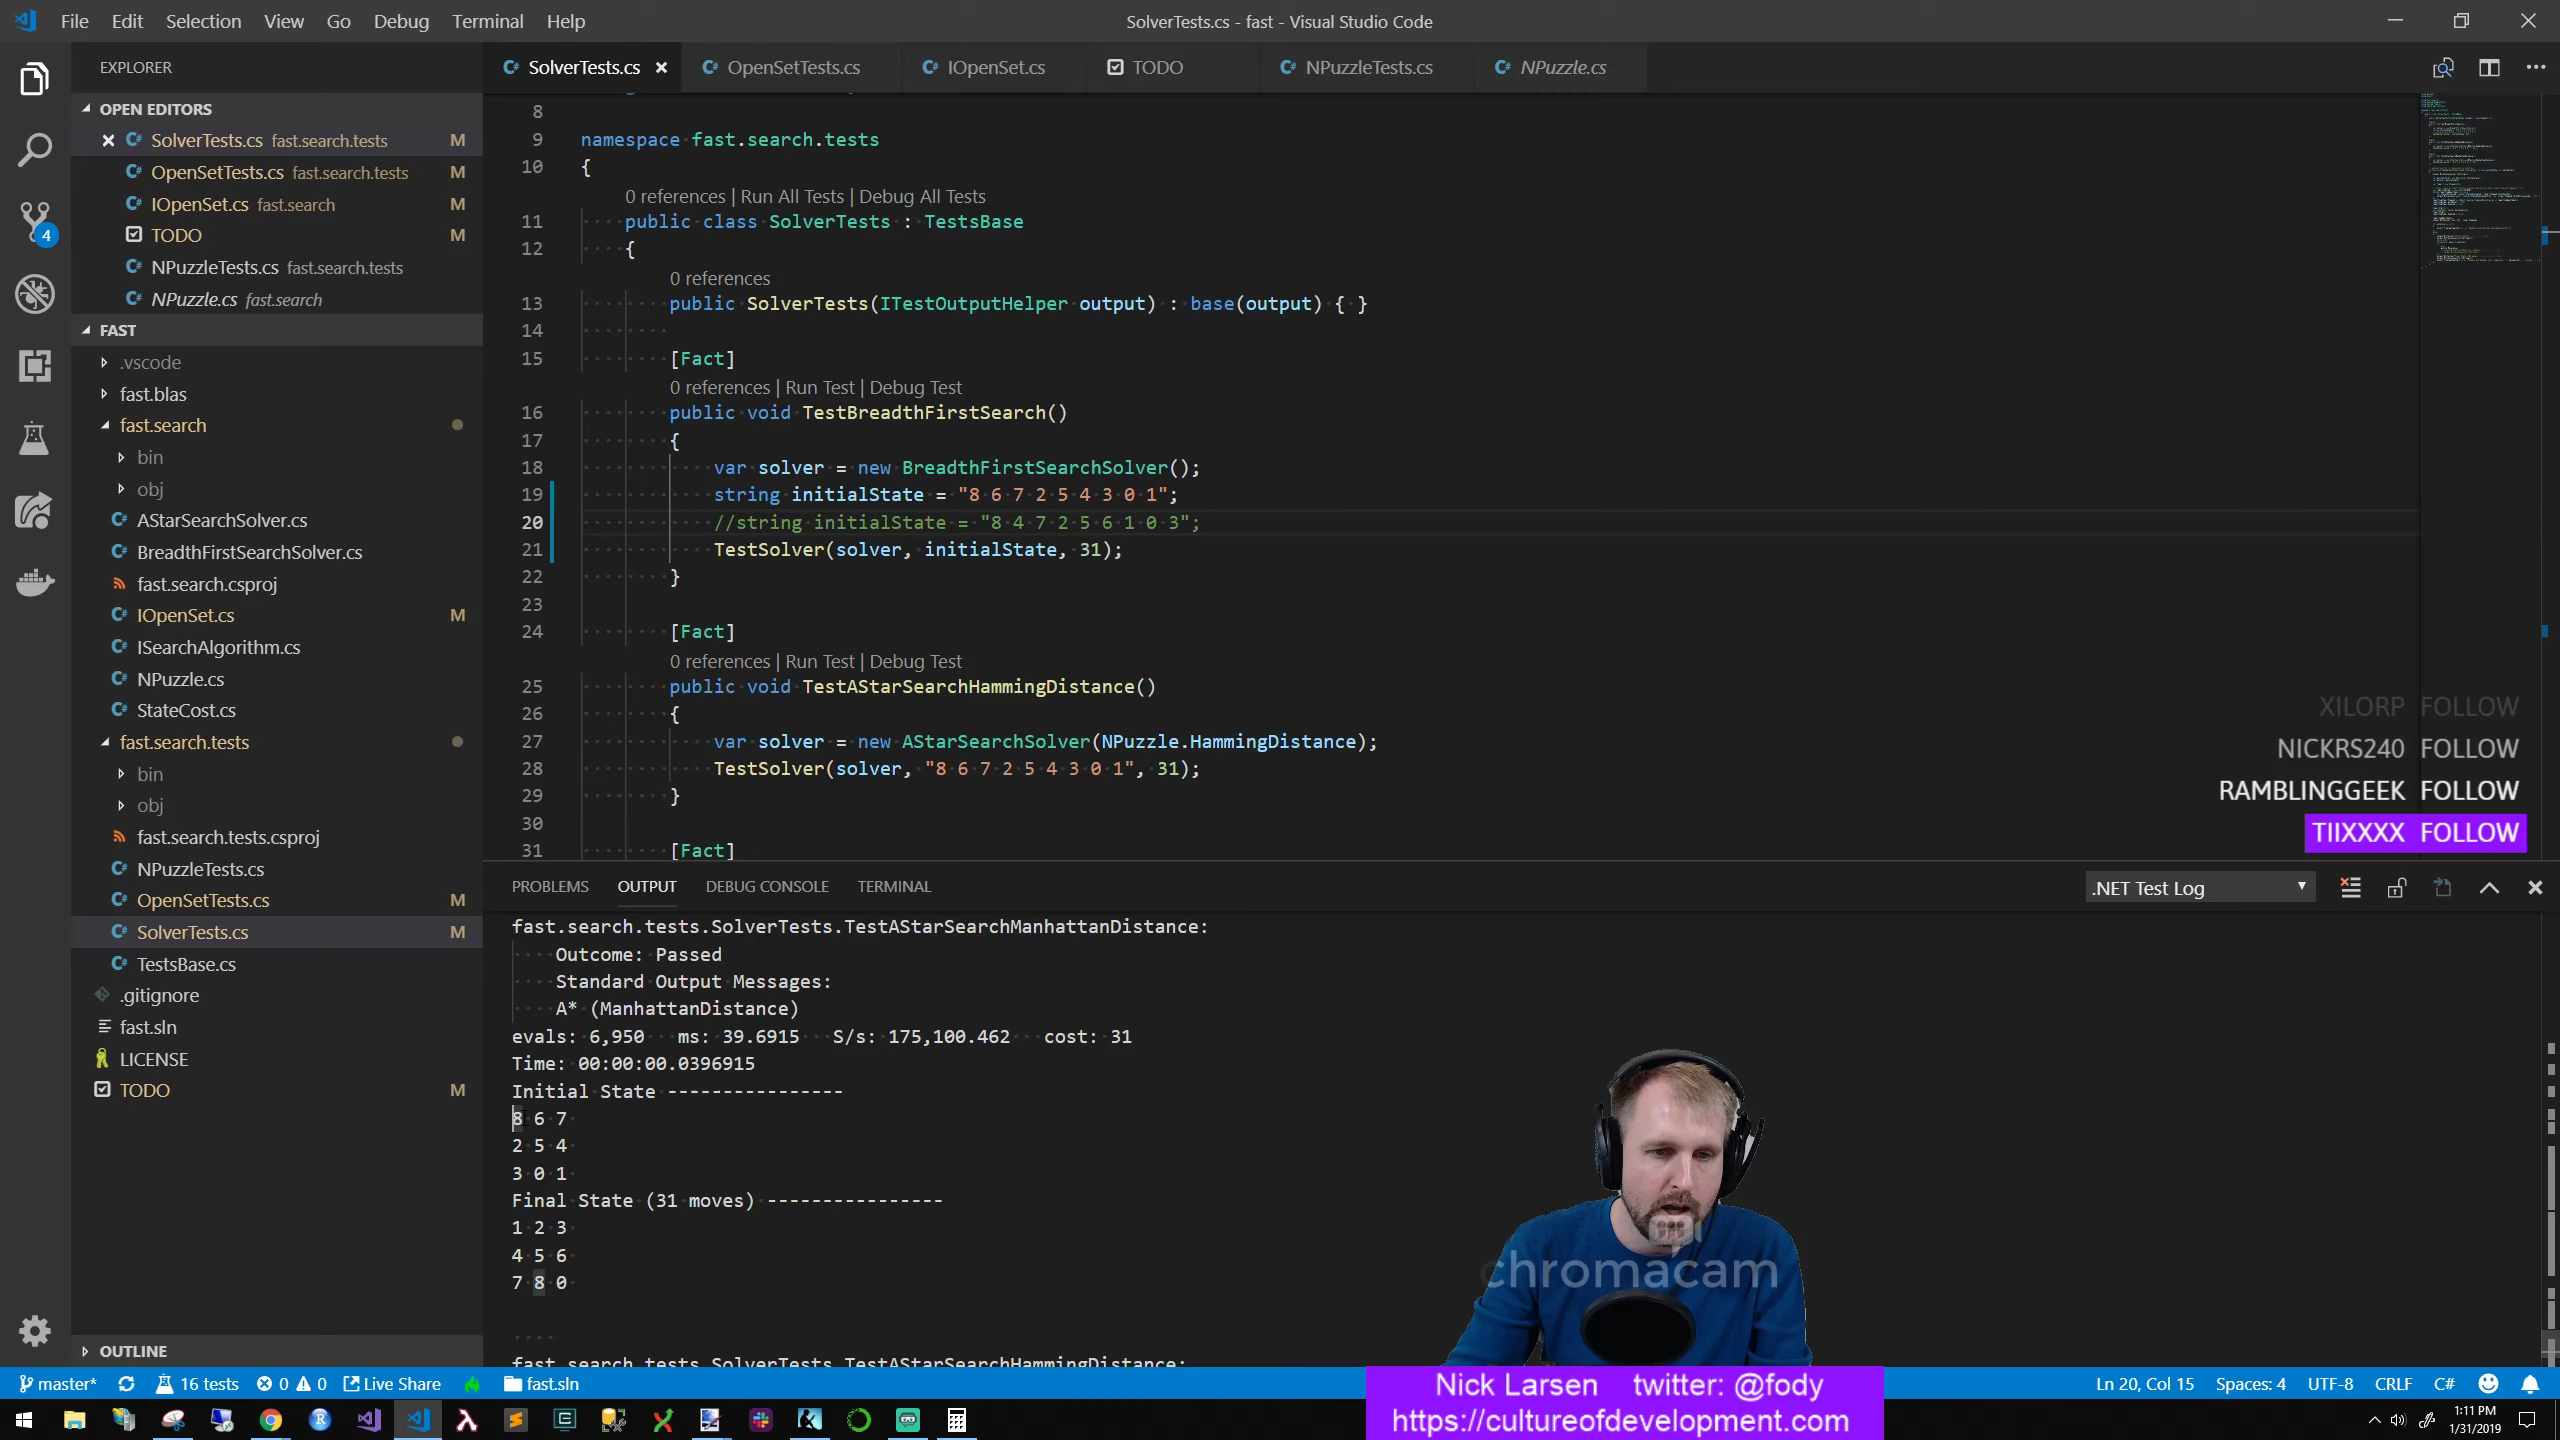 File Edit Selection View Go Debug Terminal Help
SolverTests.cs - fast - Visual Studio Code
EXPLORER
OPEN EDITORS
SolverTests.cs fast.search.tests M
OpenSetTests.cs fast.search.tests M
IOpenSet.cs fast.search M
TODO M
NPuzzleTests.cs fast.search.tests
NPuzzle.cs fast.search
FAST
.vscode
fast.blas
fast.search
bin
obj
AStarSearchSolver.cs
BreadthFirstSearchSolver.cs
fast.search.csproj
IOpenSet.cs M
ISearchAlgorithm.cs
NPuzzle.cs
StateCost.cs
fast.search.tests
bin
obj
fast.search.tests.csproj
NPuzzleTests.cs
OpenSetTests.cs M
SolverTests.cs M
TestsBase.cs
.gitignore
fast.sln
LICENSE
TODO M
OUTLINE
4
SolverTests.cs OpenSetTests.cs IOpenSet.cs TODO NPuzzleTests.cs NPuzzle.cs
8
9 namespace fast.search.tests
10 {
0 references | Run All Tests | Debug All Tests
11 public class SolverTests : TestsBase
12 {
0 references
13 public SolverTests(ITestOutputHelper output) : base(output) { }
14
15 [Fact]
0 references | Run Test | Debug Test
16 public void TestBreadthFirstSearch()
17 {
18 var solver = new BreadthFirstSearchSolver();
19 string initialState = "8 6 7 2 5 4 3 0 1";
20 //string initialState = "8 4 7 2 5 6 1 0 3";
21 TestSolver(solver, initialState, 31);
22 }
23
24 [Fact]
0 references | Run Test | Debug Test
25 public void TestAStarSearchHammingDistance()
26 {
27 var solver = new AStarSearchSolver(NPuzzle.HammingDistance);
28 TestSolver(solver, "8 6 7 2 5 4 3 0 1", 31);
29 }
30
31 [Fact]
XILORP FOLLOW
NICKRS240 FOLLOW
RAMBLINGGEEK FOLLOW
TIIXXXX FOLLOW
PROBLEMS OUTPUT DEBUG CONSOLE TERMINAL
.NET Test Log
fast.search.tests.SolverTests.TestAStarSearchManhattanDistance:
Outcome: Passed
Standard Output Messages:
A* (ManhattanDistance)
evals: 6,950 ms: 39.6915 S/s: 175,100.462 cost: 31
Time: 00:00:00.0396915
Initial State ----------------
8 6 7
2 5 4
3 0 1
Final State (31 moves) ----------------
1 2 3
4 5 6
7 8 0
fast.search.tests.SolverTests.TestAStarSearchHammingDistance:
chromacam
master* 16 tests 0 0 Live Share fast.sln
Ln 20, Col 15 Spaces: 4 UTF-8 CRLF C#
Nick Larsen twitter: @fody
https://cultureofdevelopment.com
1:11 PM
1/31/2019